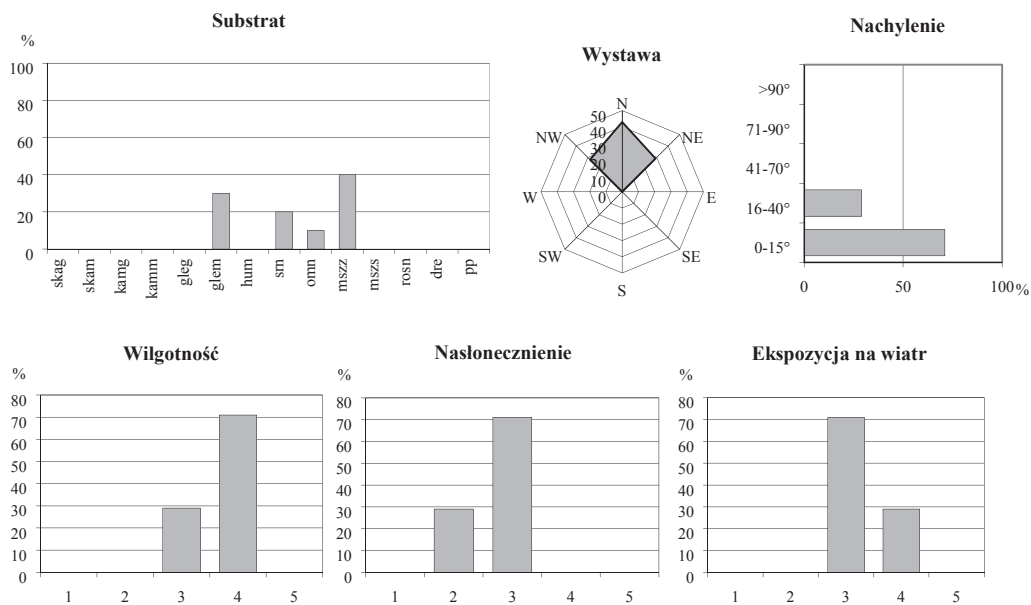 Substrat
%
100
80
60
40
20
0
skag
skam
kamg
kamm
gleg
glem
hum
srn
omn
mszz
mszs
rosn
dre
pp
Wystawa
N
NE
E
SE
S
SW
W
NW
50
40
30
20
10
0
Nachylenie
>90°
71-90°
41-70°
16-40°
0-15°
0 50 100 %
Wilgotność
%
80
70
60
50
40
30
20
10
0
1 2 3 4 5
Nasłonecznienie
%
80
70
60
50
40
30
20
10
0
1 2 3 4 5
Ekspozycja na wiatr
%
80
70
60
50
40
30
20
10
0
1 2 3 4 5